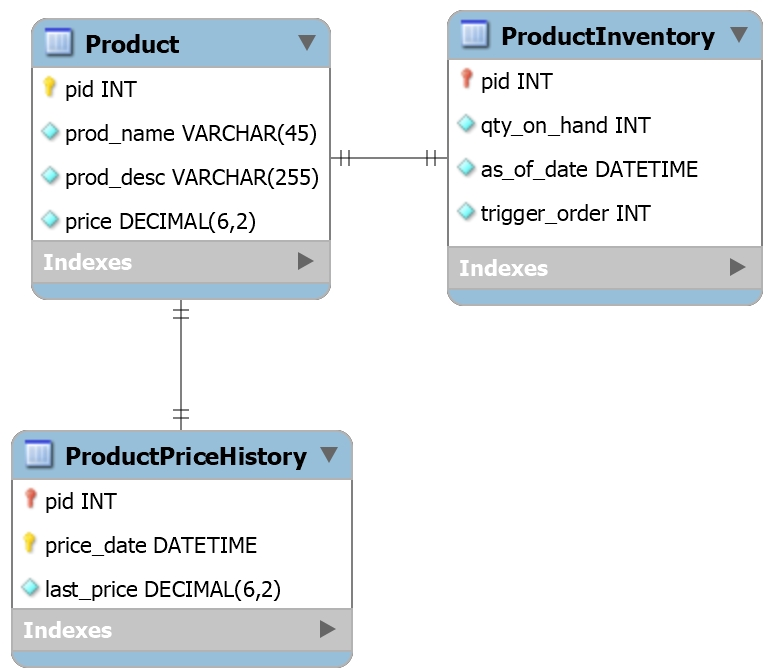 Product
pid INT
prod_name VARCHAR(45)
prod_desc VARCHAR(255)
price DECIMAL(6,2)
Indexes
ProductInventory
pid INT
qty_on_hand INT
as_of_date DATETIME
trigger_order INT
Indexes
ProductPriceHistory
pid INT
price_date DATETIME
last_price DECIMAL(6,2)
Indexes